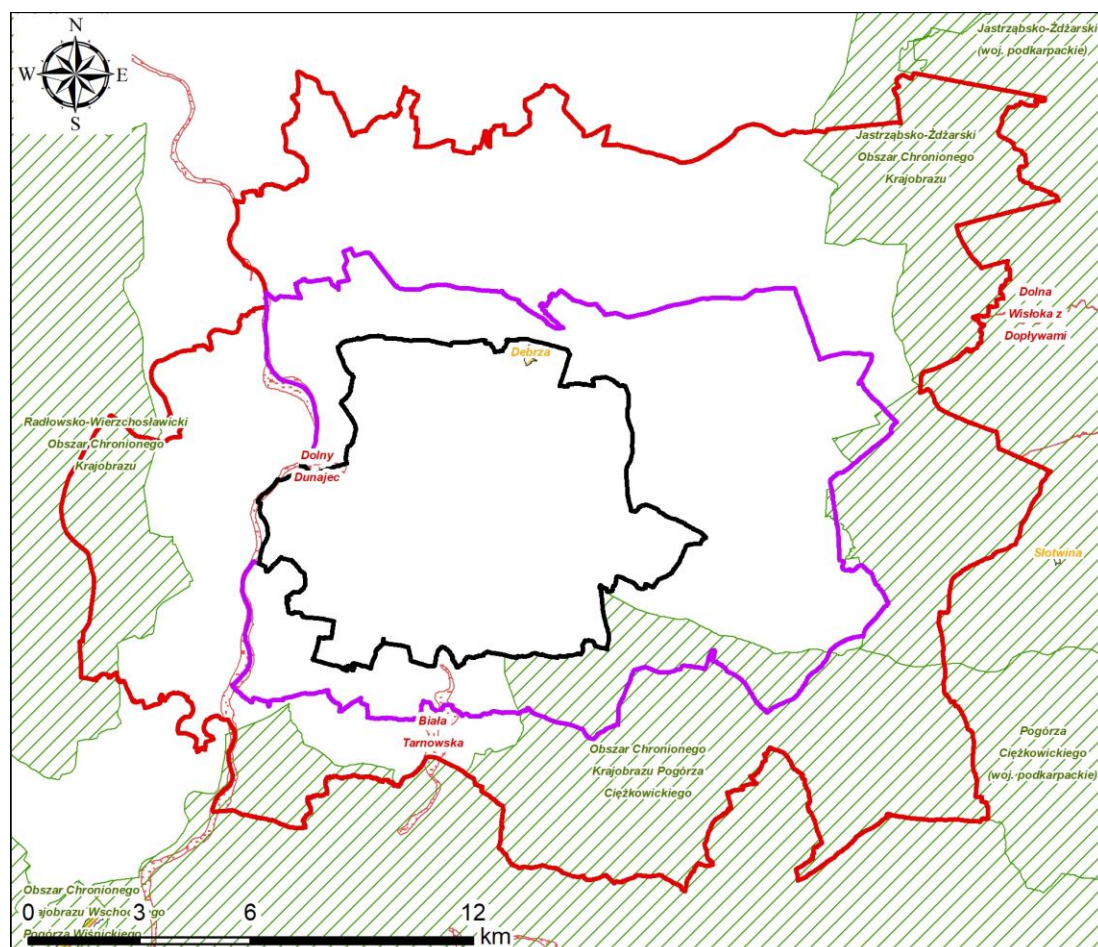 N
W
E
S
Jastrząbsko-Żdżarski
(woj. podkarpackie)
Jastrząbsko-Żdżarski
Obszar Chronionego
Krajobrazu
Dolna
Wisłoka z
Dopływami
Debrza
Radłowsko-Wierzchosławicki
Obszar Chronionego
Krajobrazu
Dolny
Dunajec
Słotwina
Biała
Tarnowska
Obszar Chronionego
Krajobrazu Pogórza
Ciężkowickiego
Pogórza
Ciężkowickiego
(woj. podkarpackie)
Obszar Chronionego
Pogórza Wiśnickiego
0
3
6
12
km